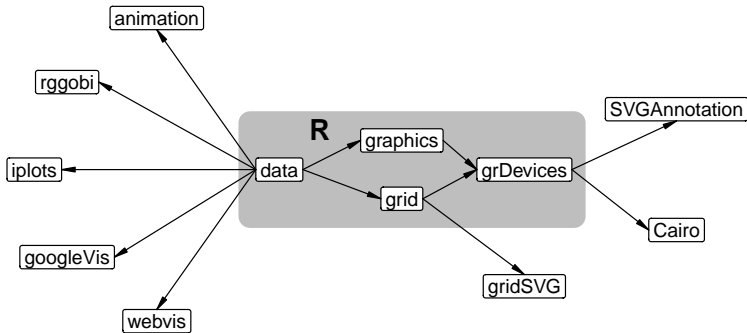 animation
rggobi
iplots
googleVis
webvis
R
data
graphics
grid
grDevices
gridSVG
SVGAnnotation
Cairo